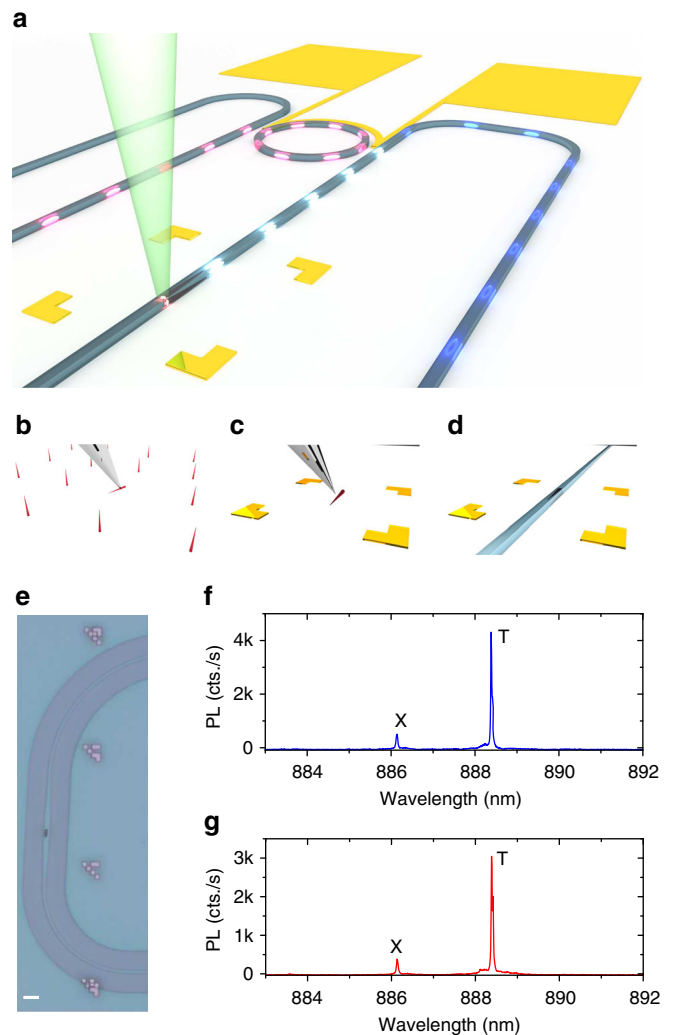 a
b
c
d
e
f
4k
2k
0
PL (cts./s)
X
T
884
886
888
890
892
Wavelength (nm)
g
3k
2k
1k
0
PL (cts./s)
X
T
884
886
888
890
892
Wavelength (nm)